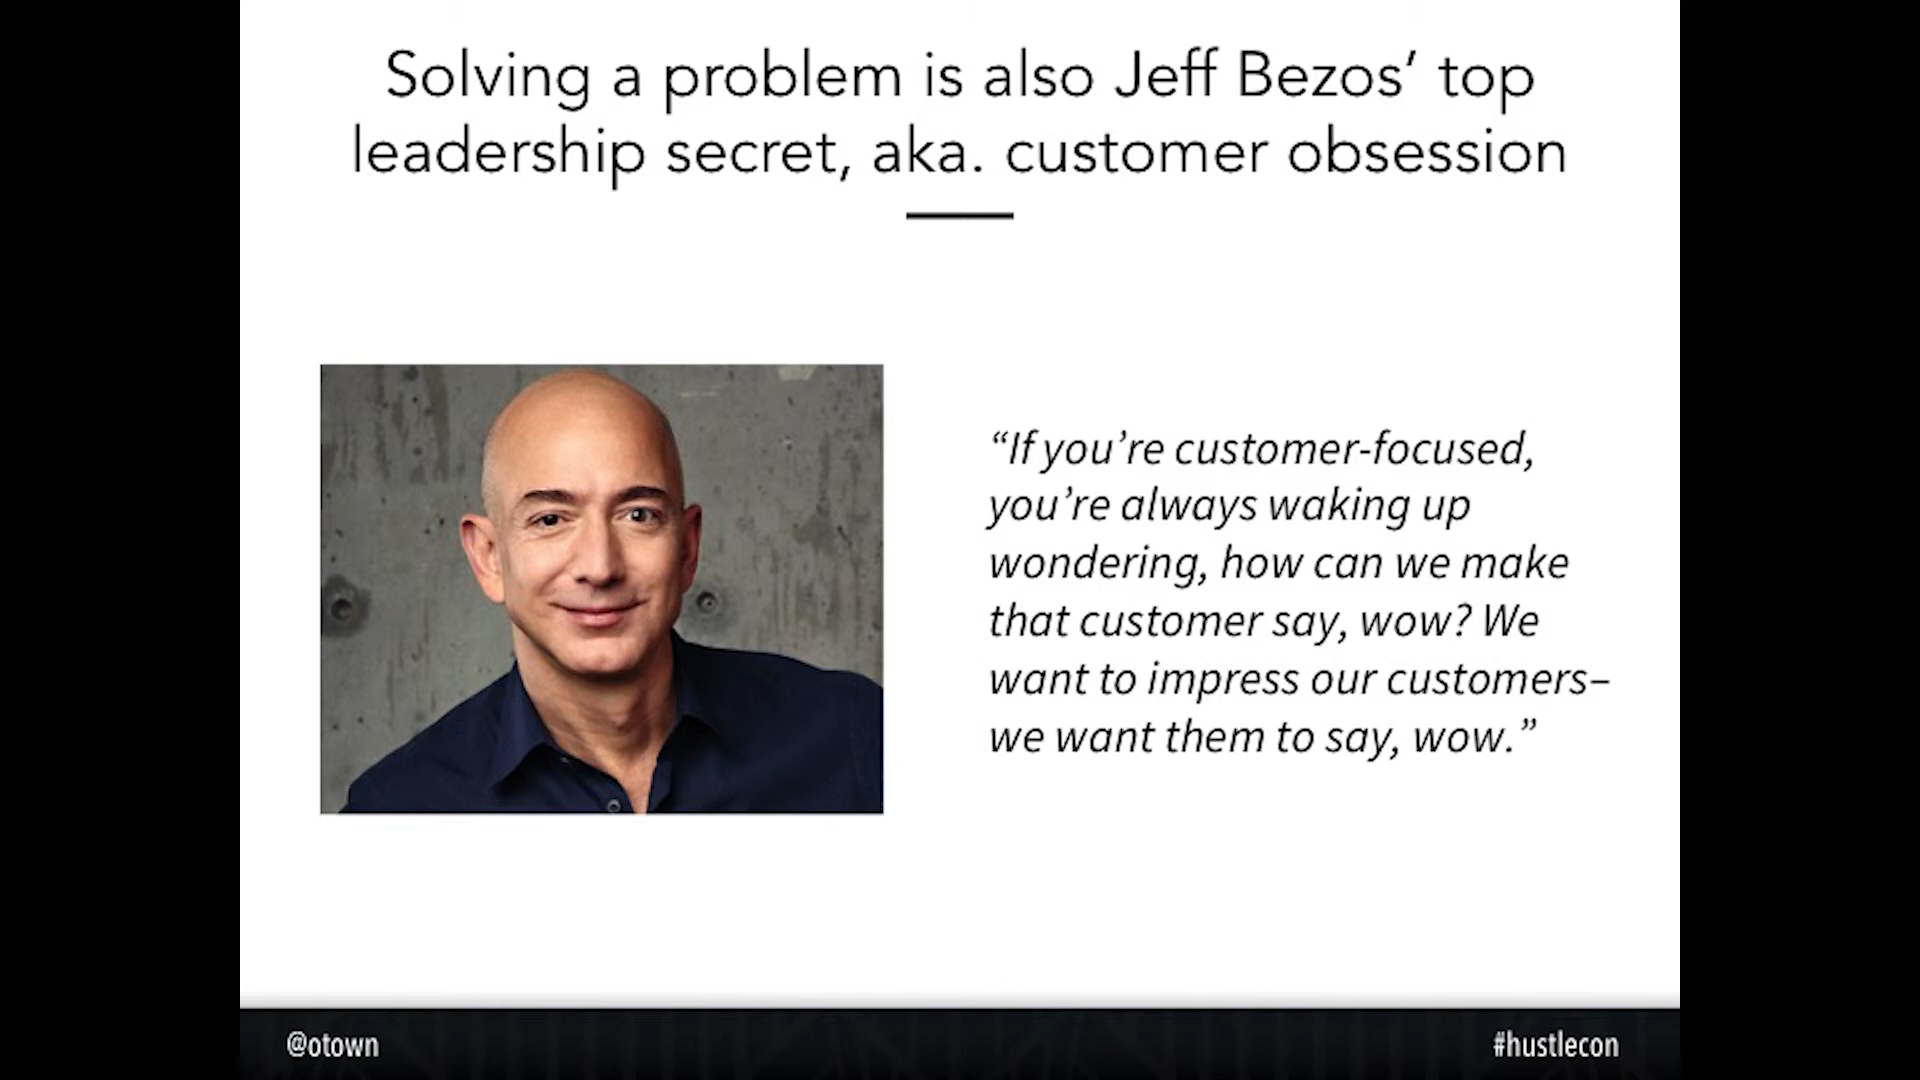 Solving a problem is also Jeff Bezos’ top
leadership secret, aka. customer obsession
“If you’re customer-focused,
you’re always waking up
wondering, how can we make
that customer say, wow? We
want to impress our customers–
we want them to say, wow.”
@otown
#hustlecon